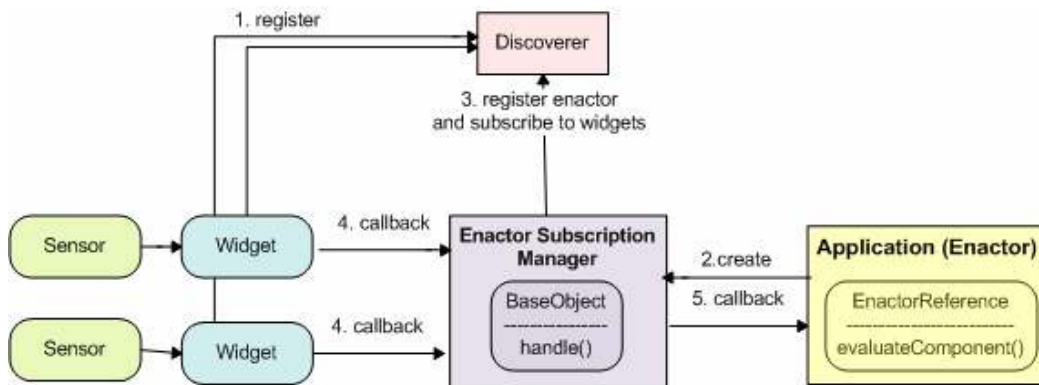 1. register
Discoverer
3. register enactor
and subscribe to widgets
Sensor
Widget
4. callback
Enactor Subscription
Manager
BaseObject
------------------
handle()
2.create
5. callback
Application (Enactor)
EnactorReference
----------------------------
evaluateComponent()
Sensor
Widget
4. callback